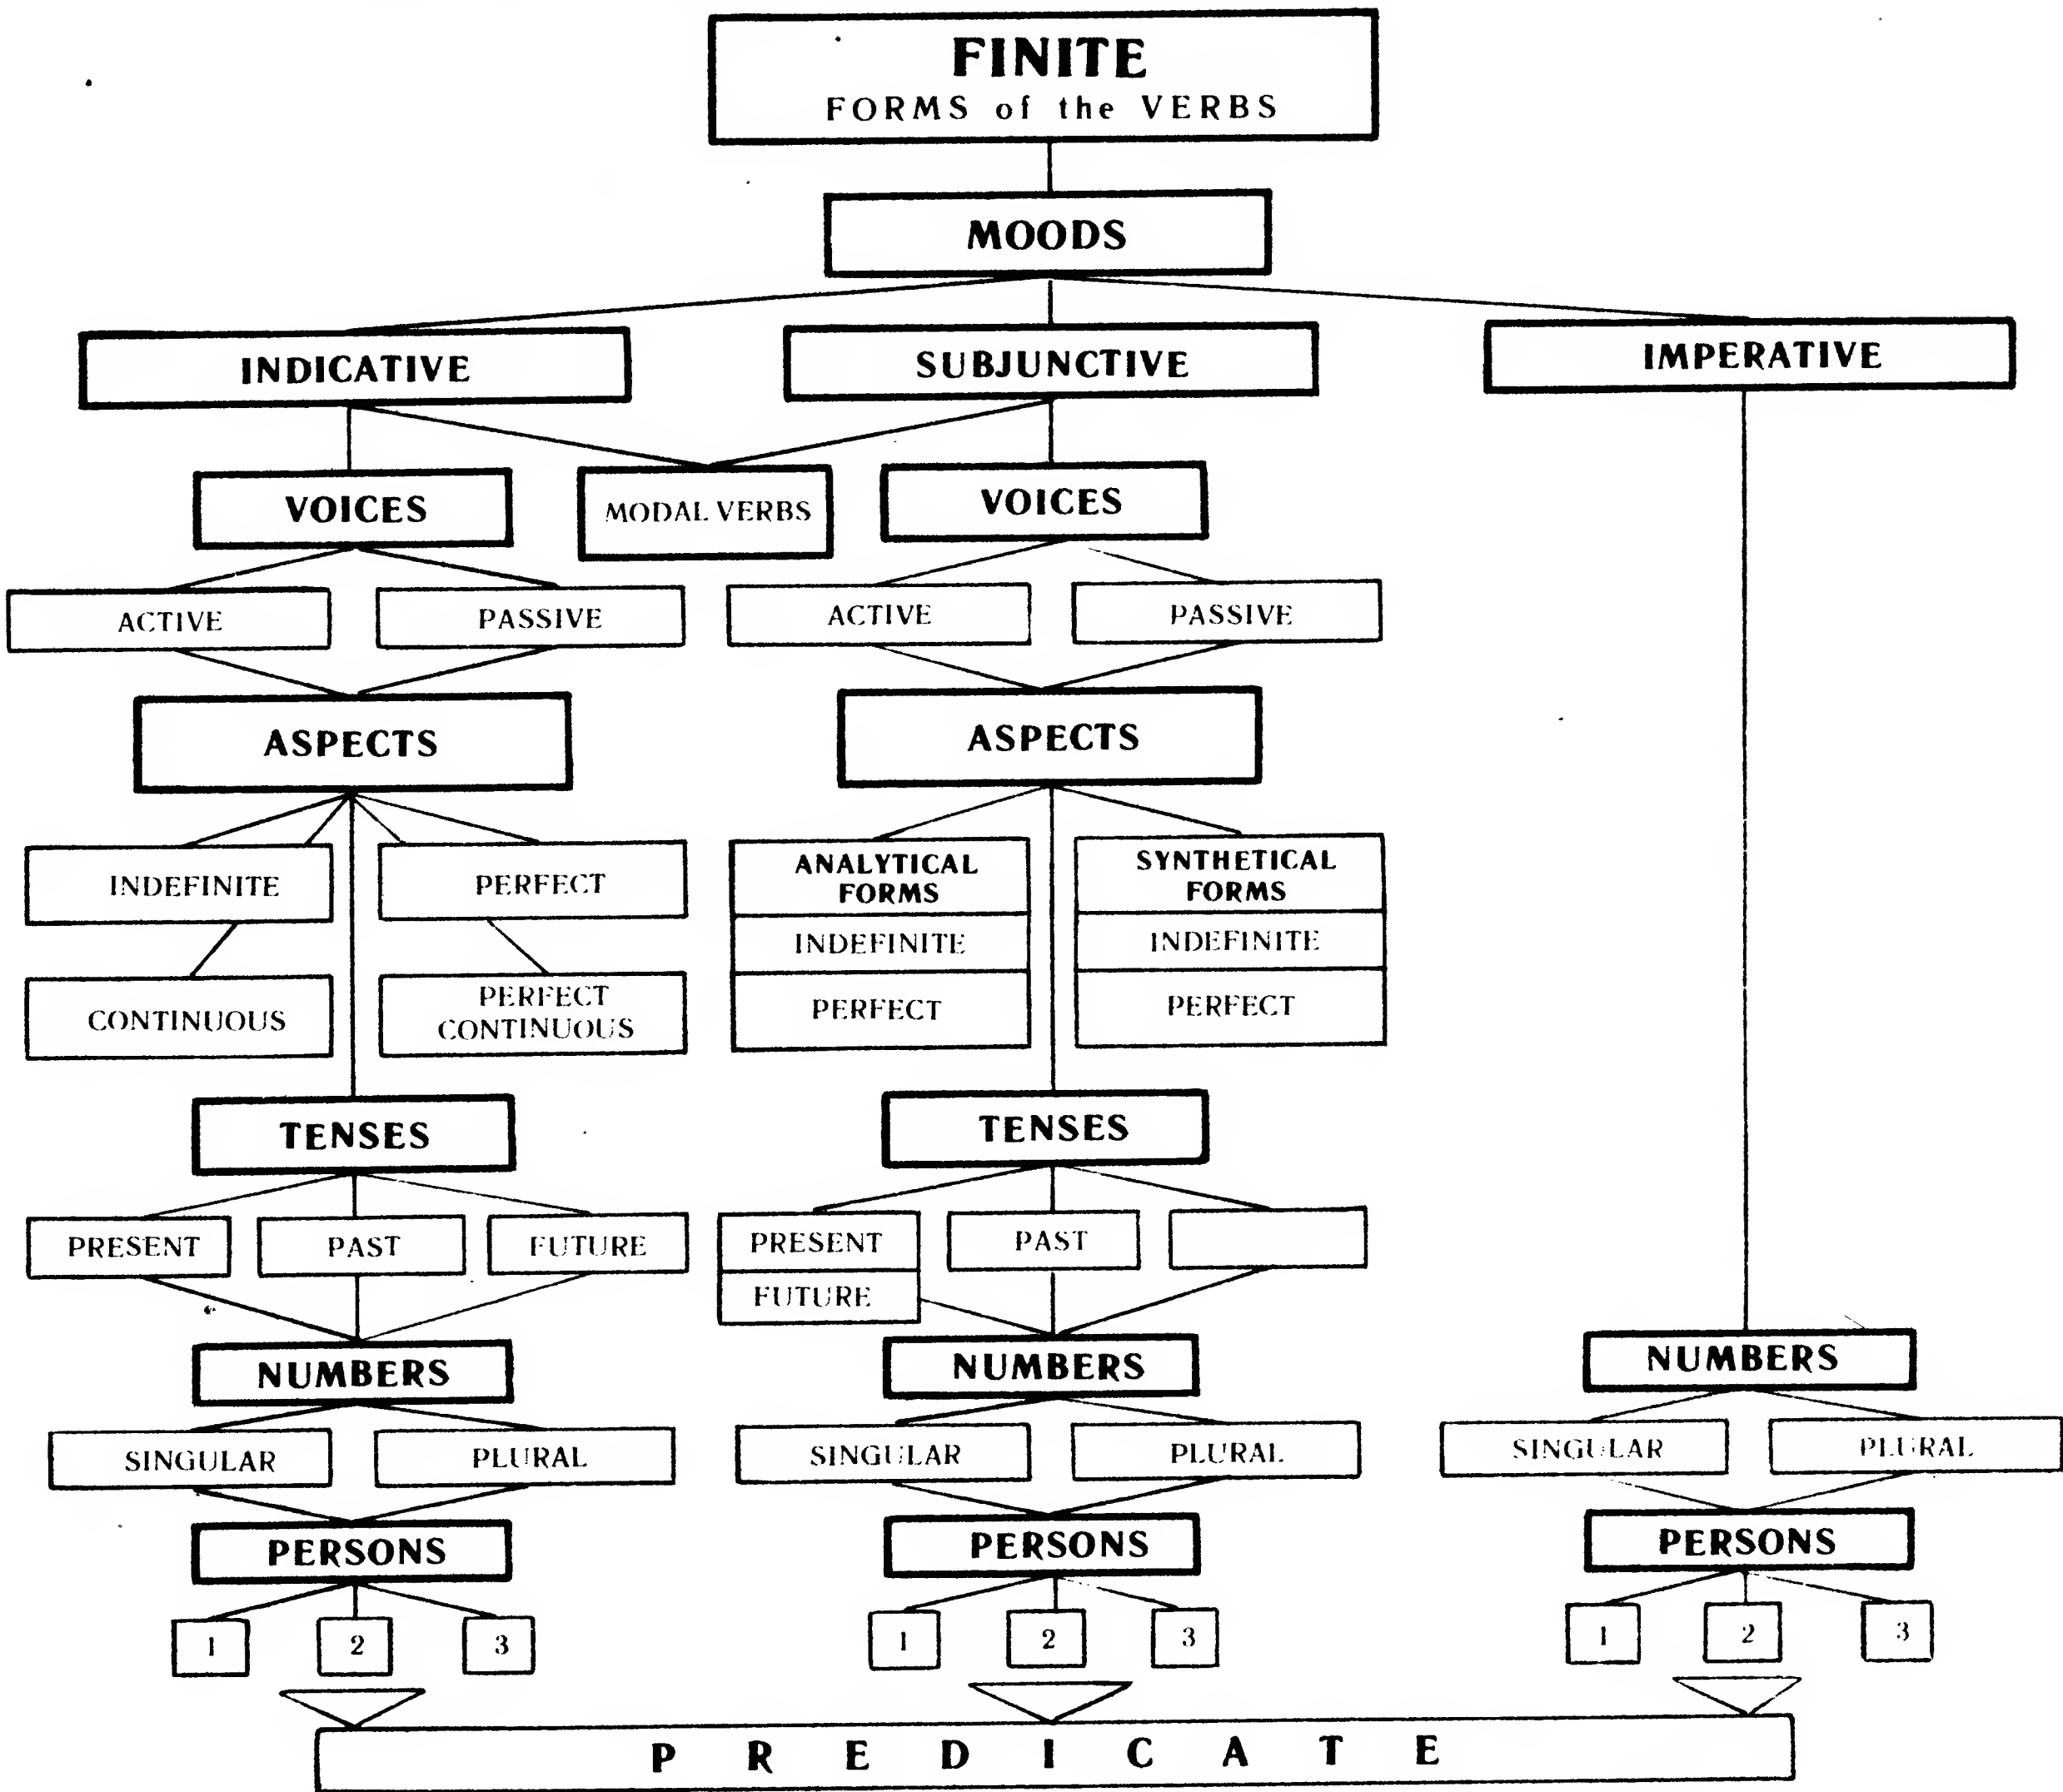 FINITE
FORMS of the VERBS
MOODS
INDICATIVE
SUBJUNCTIVE
IMPERATIVE
VOICES
MODAL VERBS
VOICES
ACTIVE
PASSIVE
ACTIVE
PASSIVE
ASPECTS
ASPECTS
INDEFINITE
PERFECT
ANALYTICAL
FORMS
SYNTHETICAL
FORMS
INDEFINITE
INDEFINITE
CONTINUOUS
PERFECT
CONTINUOUS
PERFECT
PERFECT
TENSES
TENSES
PRESENT
PAST
FUTURE
PRESENT
PAST
FUTURE
NUMBERS
NUMBERS
NUMBERS
SINGULAR
PLURAL
SINGULAR
PLURAL
SINGULAR
PLURAL
PERSONS
PERSONS
PERSONS
1
2
3
1
2
3
1
2
3
PREDICATE